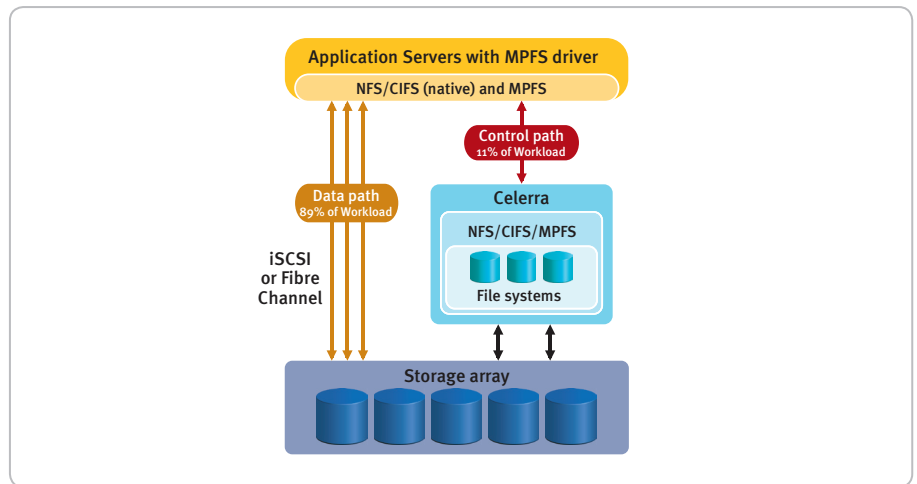 Application Servers with MPFS driver
NFS/CIFS (native) and MPFS
Control path
11% of Workload
Data path
89% of Workload
Celerra
NFS/CIFS/MPFS
File systems
iSCSI
or Fibre
Channel
Storage array